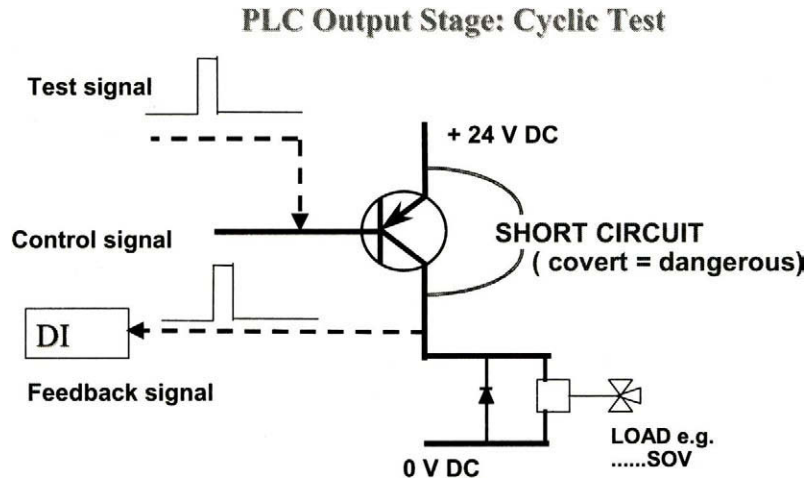 PLC Output Stage: Cyclic Test
Test signal
+ 24 V DC
Control signal
SHORT CIRCUIT
( covert = dangerous)
DI
Feedback signal
LOAD e.g.
......SOV
0 V DC